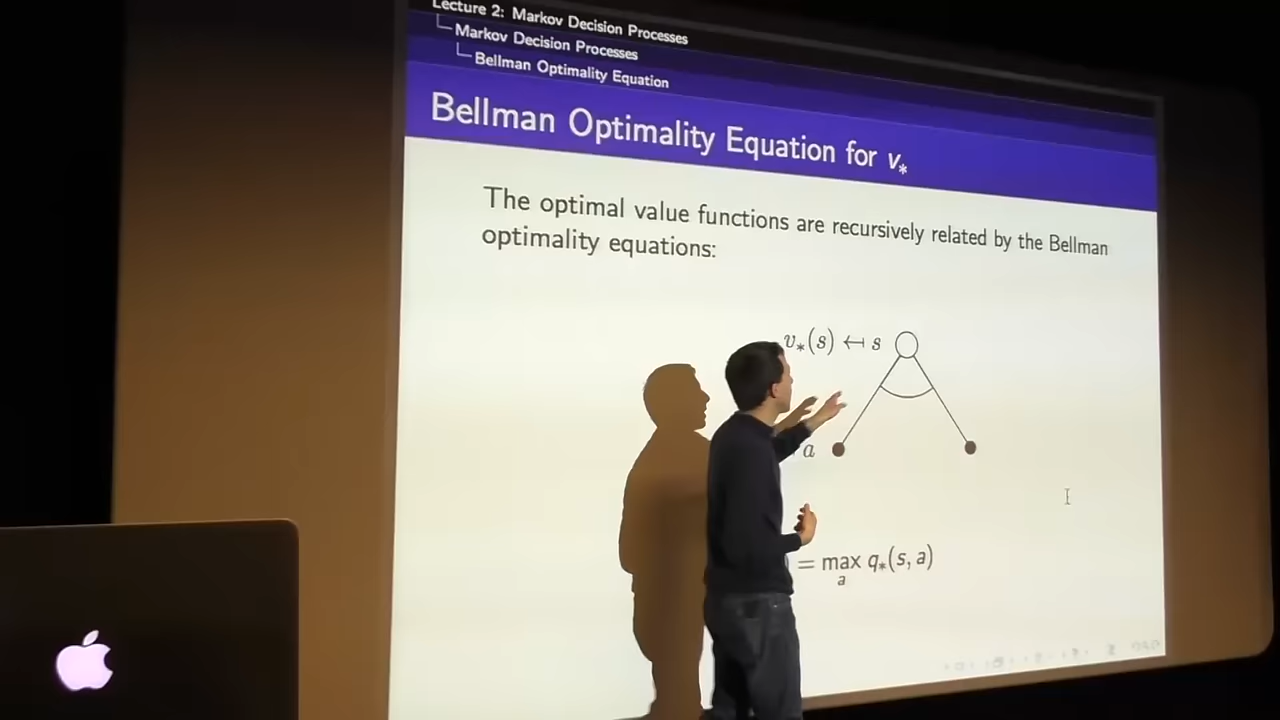 Lecture 2: Markov Decision Processes
Markov Decision Processes
Bellman Optimality Equation
Bellman Optimality Equation for v*
The optimal value functions are recursively related by the Bellman
optimality equations:
v*(s) ↤ s
a
) = max q*(s, a)
a